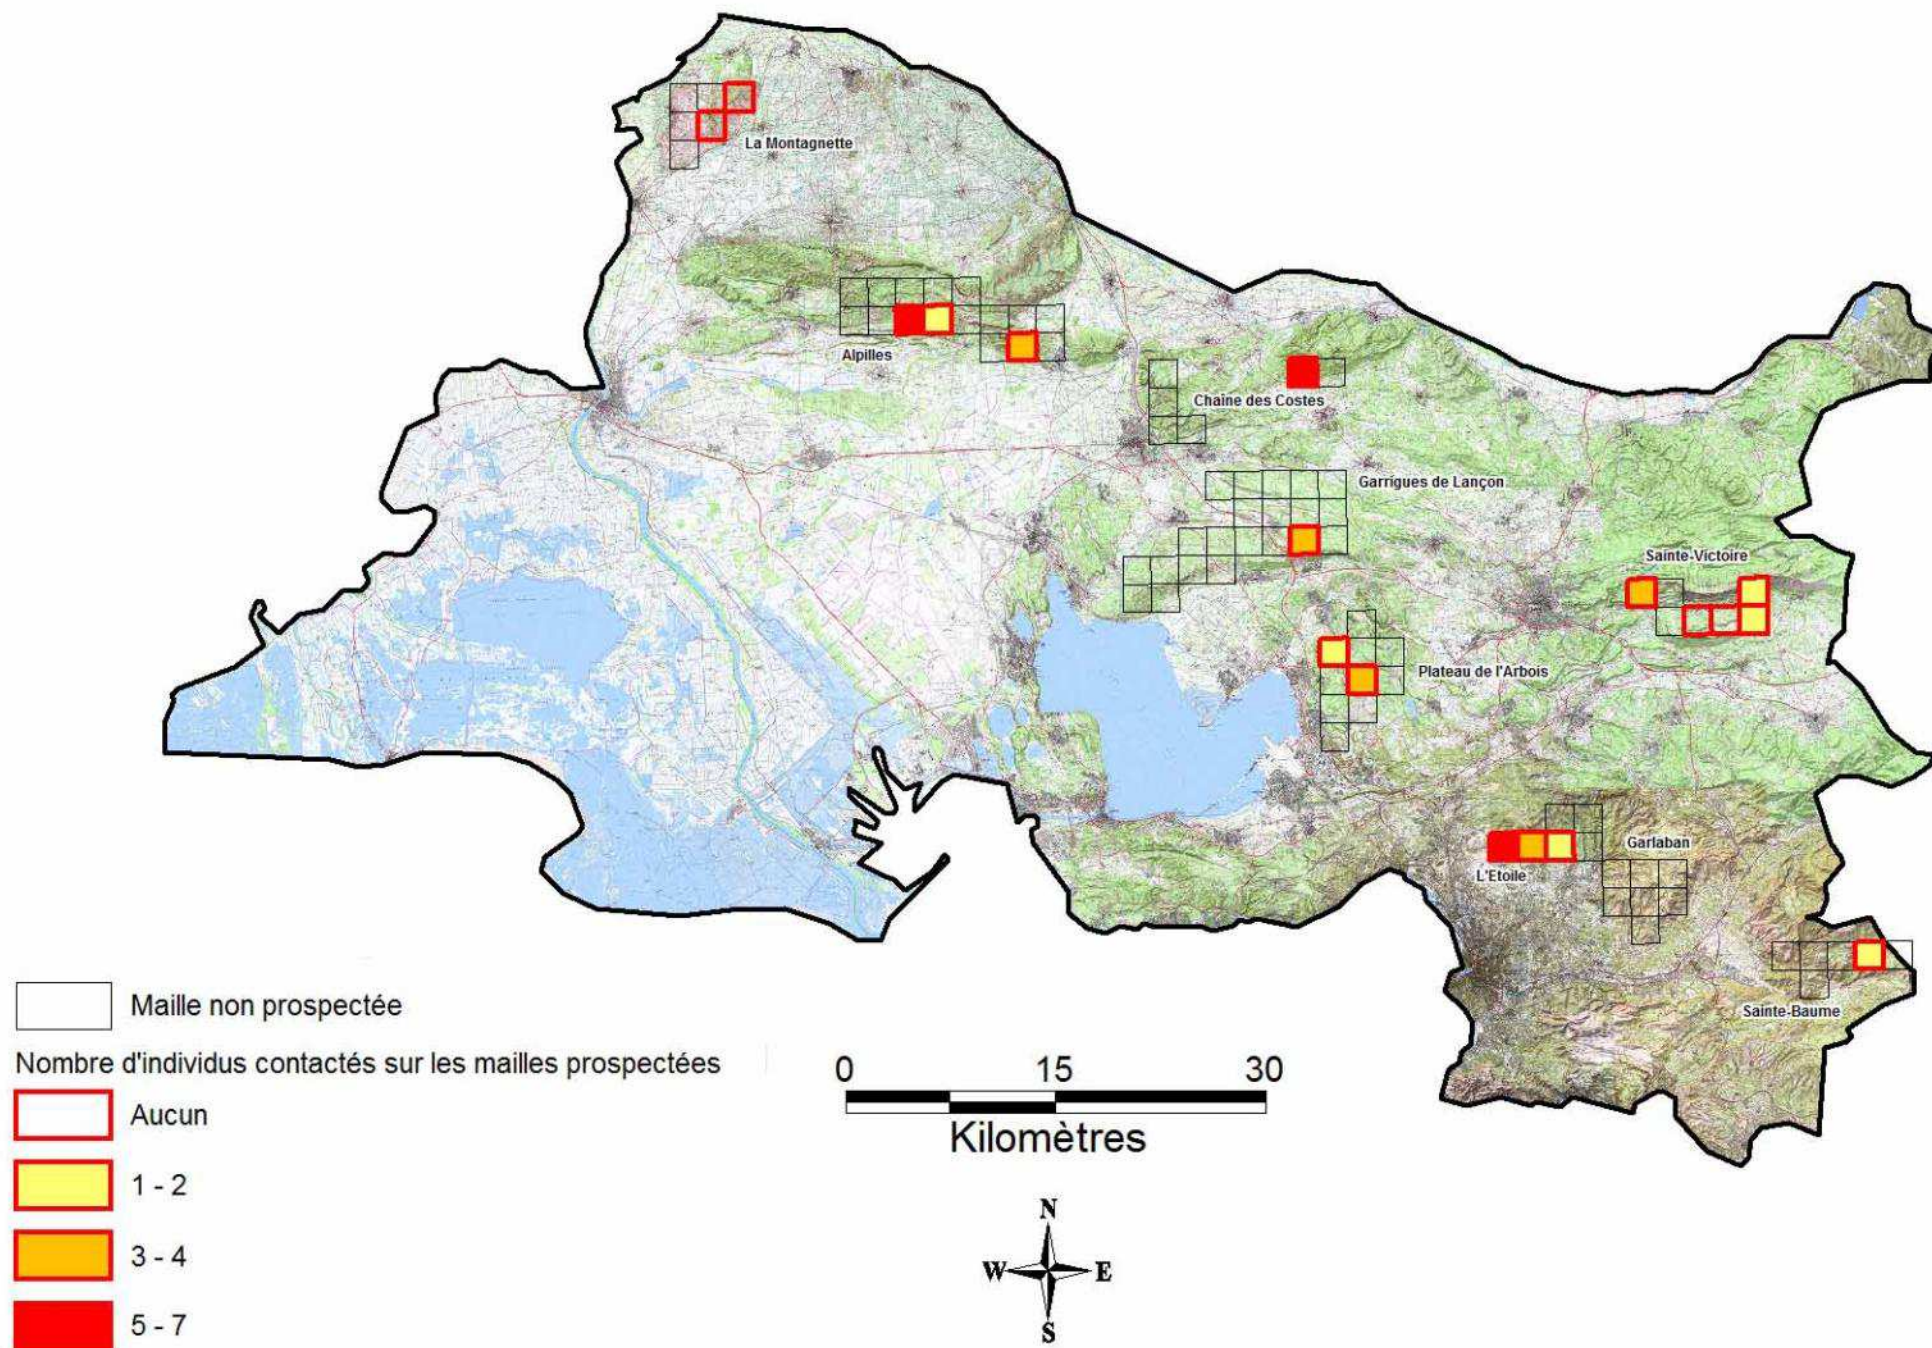 La Montagnette
Alpilles
Chaine des Costes
Garrigues de Lançon
Sainte-Victoire
Plateau de l'Arbois
Garlaban
L'Etoile
Sainte-Baume
Maille non prospectée
Nombre d'individus contactés sur les mailles prospectées
Aucun
1 - 2
3 - 4
5 - 7
0 15 30
Kilomètres
N
W E
S